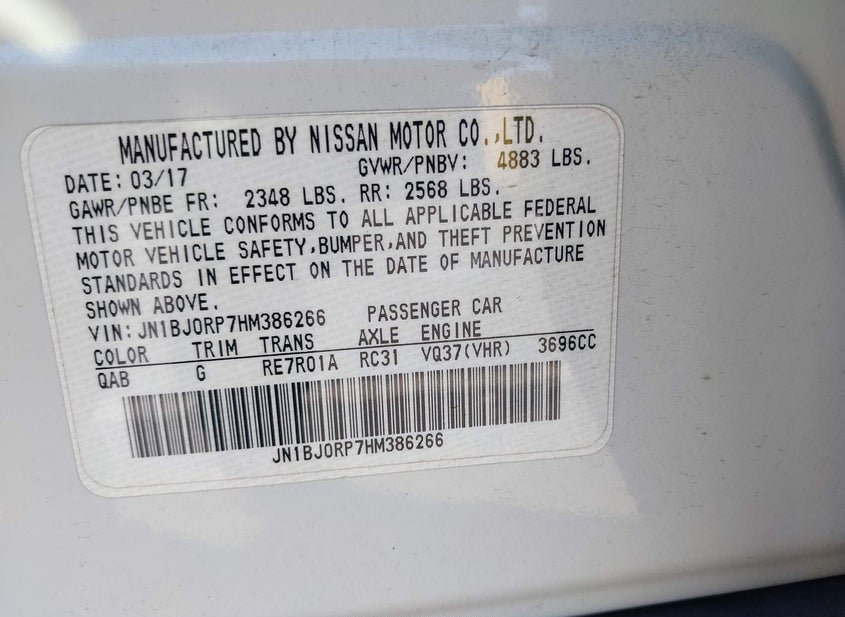 MANUFACTURED BY NISSAN MOTOR CO.,LTD.
DATE: 03/17 GVWR/PNBV: 4883 LBS.
GAWR/PNBE FR: 2348 LBS. RR: 2568 LBS.
THIS VEHICLE CONFORMS TO ALL APPLICABLE FEDERAL
MOTOR VEHICLE SAFETY,BUMPER,AND THEFT PREVENTION
STANDARDS IN EFFECT ON THE DATE OF MANUFACTURE
SHOWN ABOVE.
VIN: JN1BJ0RP7HM386266 PASSENGER CAR
COLOR TRIM TRANS AXLE ENGINE
QAB G RE7R01A RC31 VQ37(VHR) 3696CC
JN1BJ0RP7HM386266